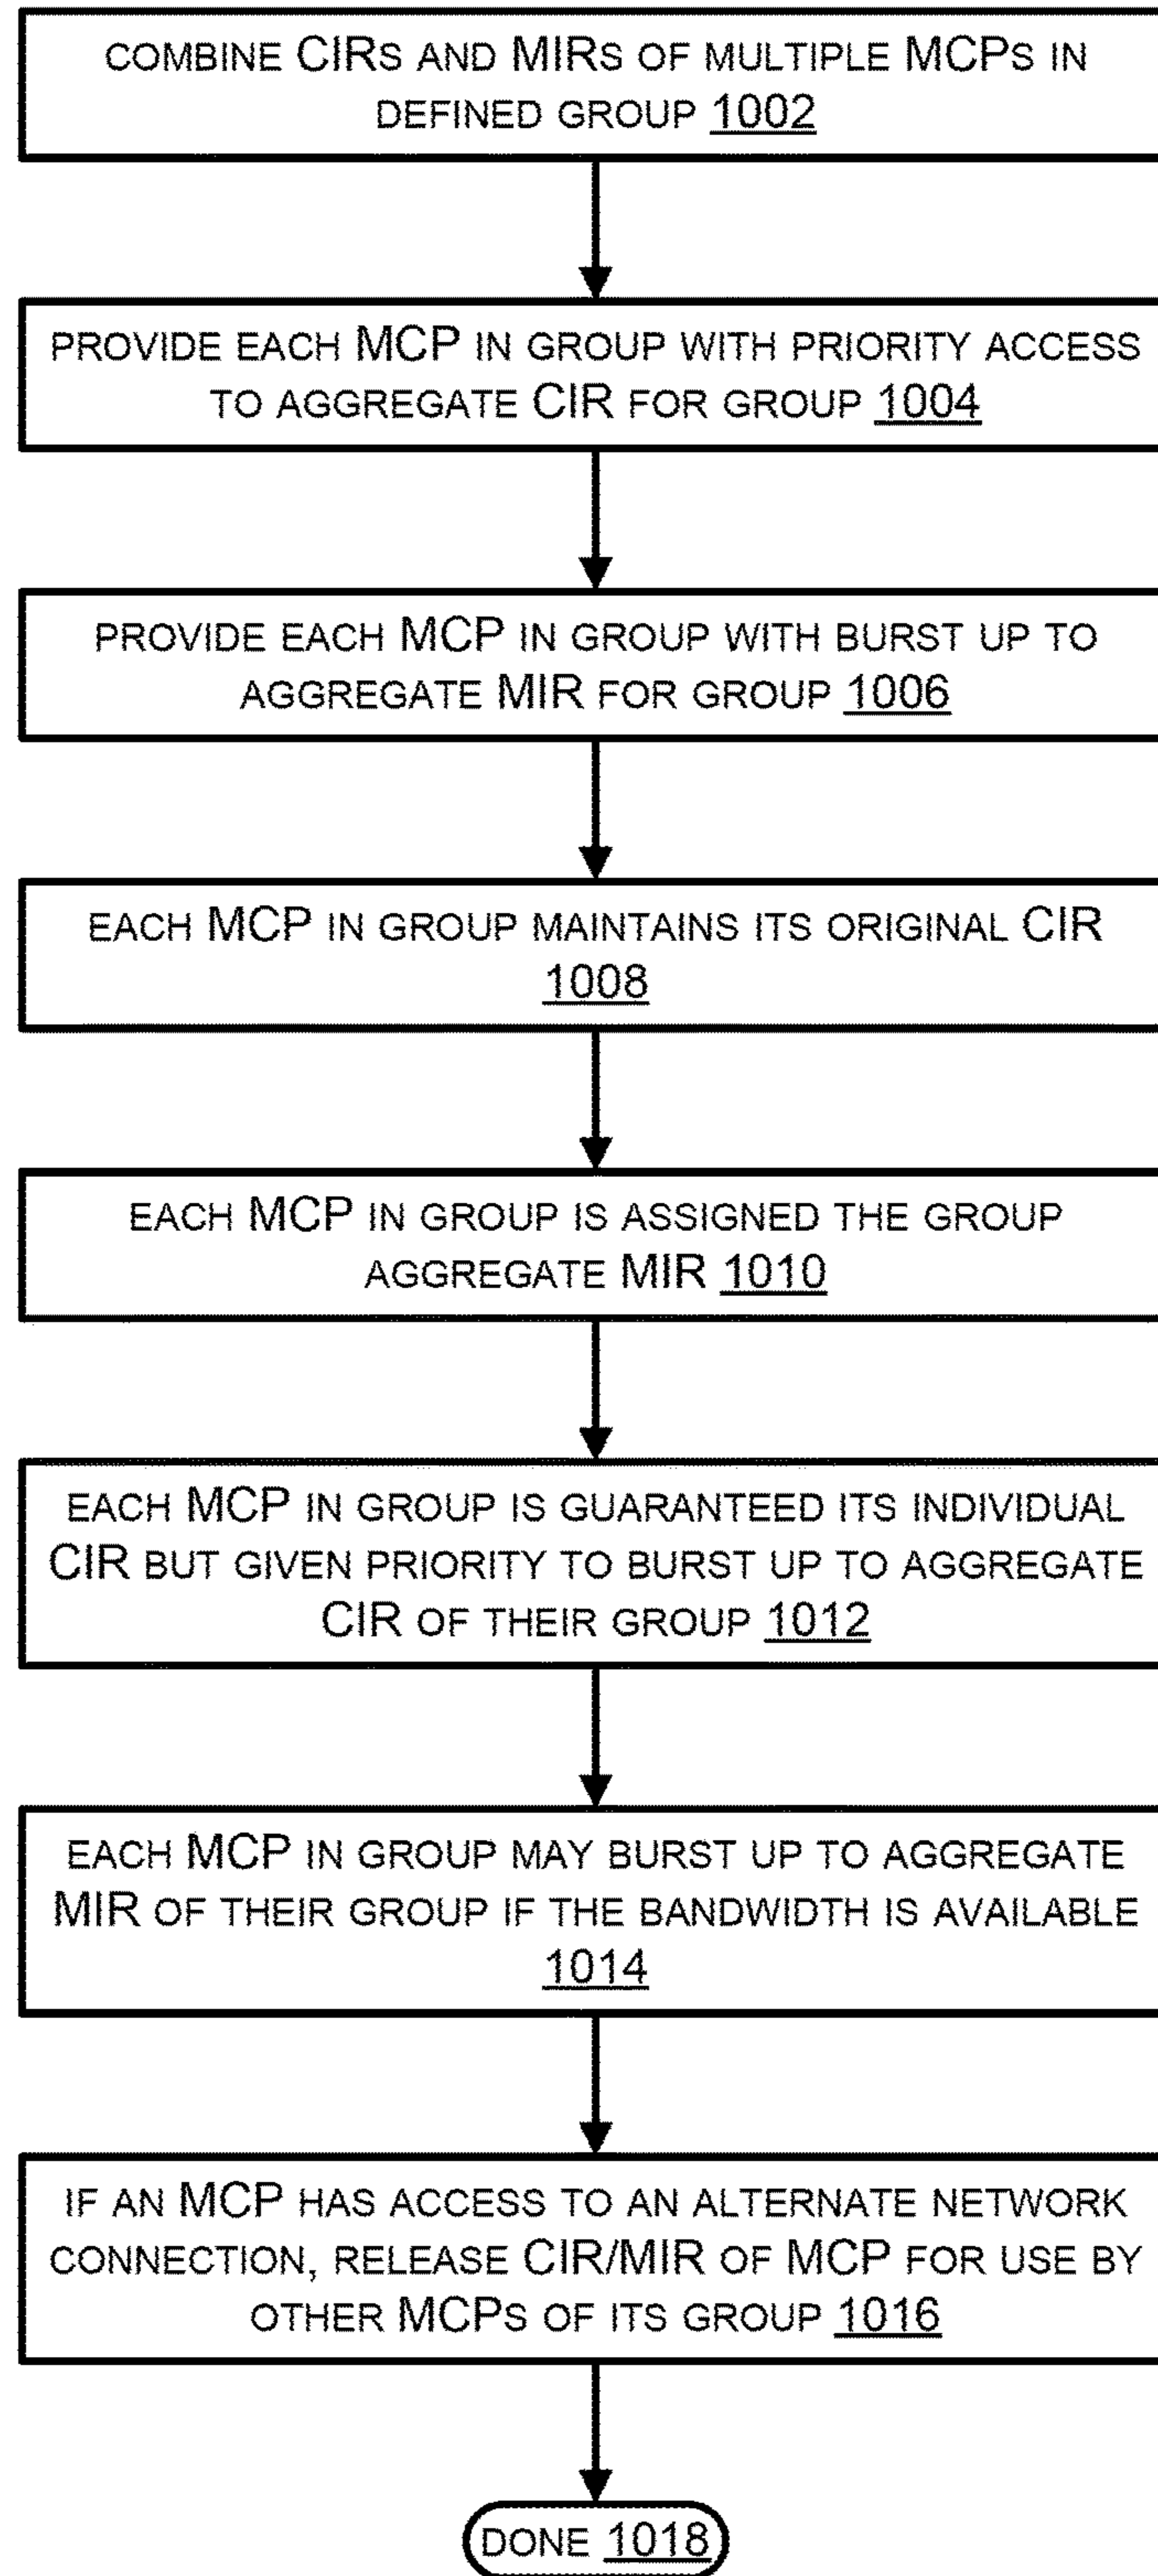 COMBINE CIRS AND MIRS OF MULTIPLE MCPS IN
DEFINED GROUP 1002
PROVIDE EACH MCP IN GROUP WITH PRIORITY ACCESS
TO AGGREGATE CIR FOR GROUP 1004
PROVIDE EACH MCP IN GROUP WITH BURST UP TO
AGGREGATE MIR FOR GROUP 1006
EACH MCP IN GROUP MAINTAINS ITS ORIGINAL CIR
1008
EACH MCP IN GROUP IS ASSIGNED THE GROUP
AGGREGATE MIR 1010
EACH MCP IN GROUP IS GUARANTEED ITS INDIVIDUAL
CIR BUT GIVEN PRIORITY TO BURST UP TO AGGREGATE
CIR OF THEIR GROUP 1012
EACH MCP IN GROUP MAY BURST UP TO AGGREGATE
MIR OF THEIR GROUP IF THE BANDWIDTH IS AVAILABLE
1014
IF AN MCP HAS ACCESS TO AN ALTERNATE NETWORK
CONNECTION, RELEASE CIR/MIR OF MCP FOR USE BY
OTHER MCPS OF ITS GROUP 1016
DONE 1018